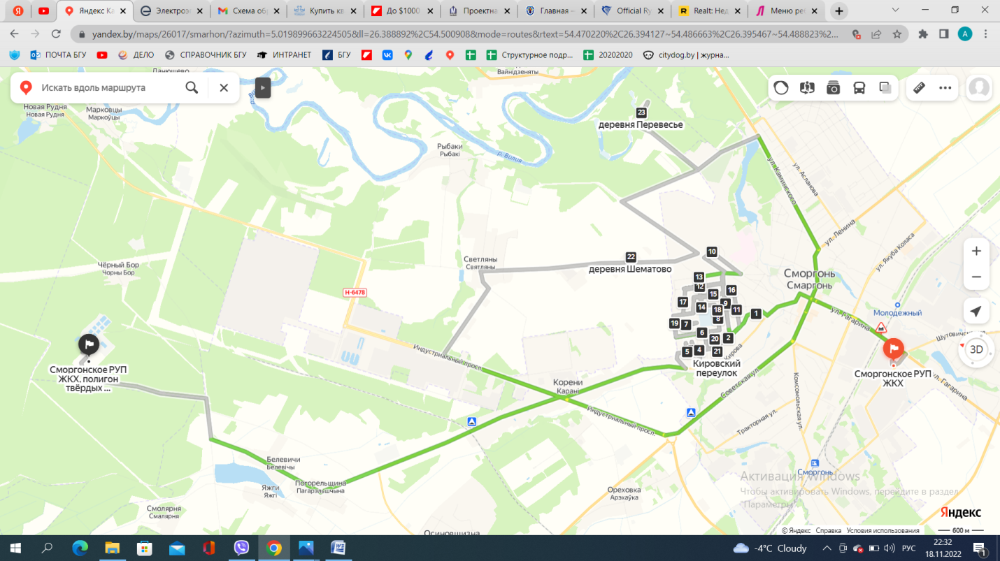 Яндекс Ка
Электроэ
Схема об
Купить кв
До $1000
Проектна
Главная –
Official Ry
Realt: Нед
Меню ре
yandex.by/maps/26017/smarhon/?azimuth=5.019899663224505&ll=26.388892%2C54.500908&mode=routes&rtext=54.470220%2C26.394127~54.486663%2C26.395467~54.488823%2C...
A
ПОЧТА БГУ
ДЕЛО
СПРАВОЧНИК БГУ
ИНТРАНЕТ
БГУ
Структурное подр...
20202020
citydog.by | журна...
Искать вдоль маршрута
Данюшево
Вайнідзеняты
Новая Рудня
Новая Рудня
Марковцы
Маркоўцы
23
деревня Перевесье
Рыбаки
Рыбакі
р. Вилия
ул. Каминского
ул. Асланова
ул. Ленина
ул. Якуба Коласа
Чёрный Бор
Чорны Бор
Светляны
Святляны
22
деревня Шематово
Н-6478
10
13
12
16
15
17
9
14
18
11
1
8
19
7
6
20
2
5
4
21
Сморгонь
Смаргонь
ул. Гагарина
Молодежный
Шутовичская
3D
Кирова
Кировский
переулок
Сморгонское РУП
ЖКХ, полигон
твёрдых ...
Сморгонское РУП
ЖКХ
ул. Гагарина
Индустриальный просп.
Корени
Карані
Советская ул.
Комсомольская ул.
Индустриальный просп.
Тракторная ул.
Белевичи
Белевічы
Яжги
Яжгі
Погорельщина
Пагарэльшчына
Сморгонь
Ореховка
Арэхаўка
Смолярня
Смалярня
Осиновщизна
Активация Windows
Чтобы активировать Windows, перейдите в раздел
"Параметры
Яндекс
© Яндекс Справка Условия использования
600 м
-4°C Cloudy
РУС
22:32
18.11.2022
1